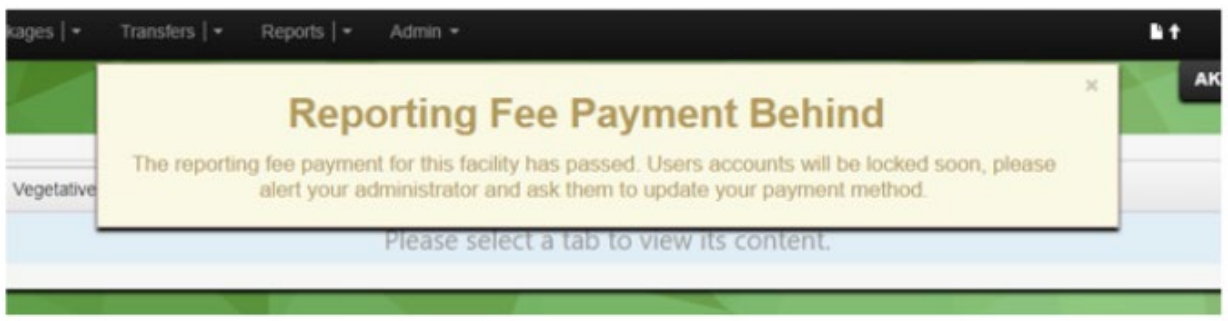 kages | Transfers | Reports | Admin
AK
Reporting Fee Payment Behind
The reporting fee payment for this facility has passed. Users accounts will be locked soon, please
alert your administrator and ask them to update your payment method.
Vegetative
Please select a tab to view its content.